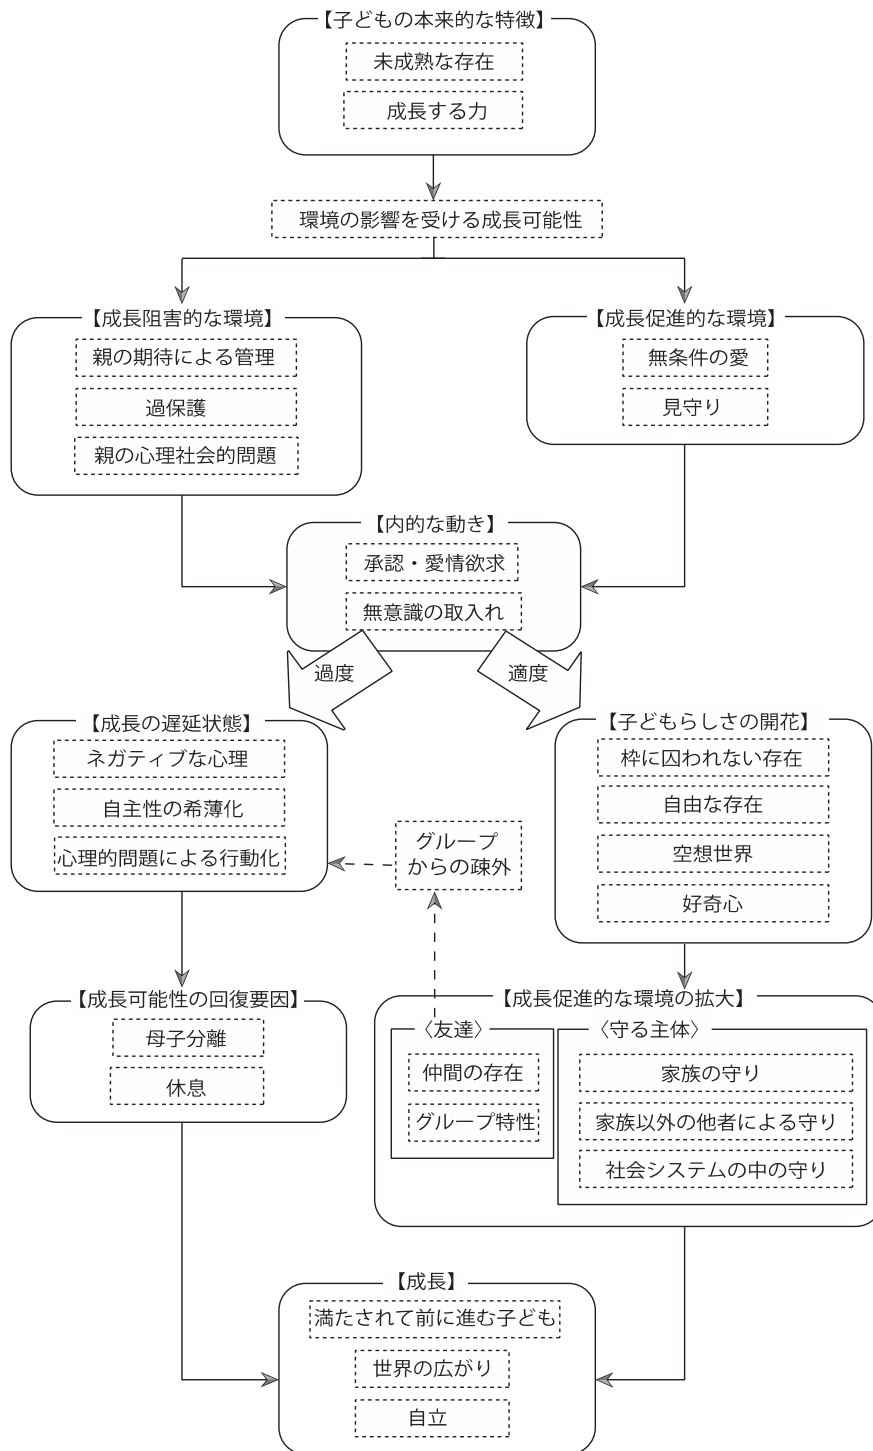 【子どもの本来的な特徴】
未成熟な存在
成長する力
環境の影響を受ける成長可能性
【成長阻害的な環境】
親の期待による管理
過保護
親の心理社会的問題
【成長促進的な環境】
無条件の愛
見守り
【内的な動き】
承認・愛情欲求
無意識の取入れ
過度
適度
【成長の遅延状態】
ネガティブな心理
自主性の希薄化
心理的問題による行動化
グループ
からの疎外
【子どもらしさの開花】
枠に囚われない存在
自由な存在
空想世界
好奇心
【成長可能性の回復要因】
母子分離
休息
【成長促進的な環境の拡大】
〈友達〉
仲間の存在
グループ特性
〈守る主体〉
家族の守り
家族以外の他者による守り
社会システムの中の守り
【成長】
満たされて前に進む子ども
世界の広がり
自立